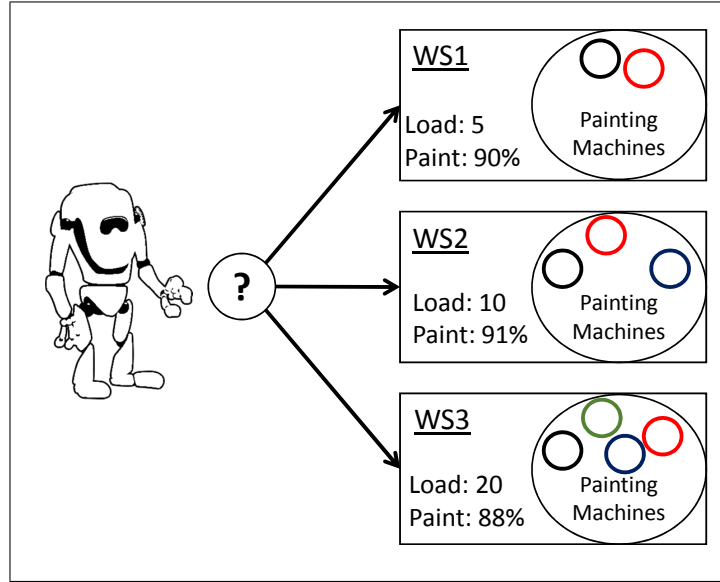 WS1
Load: 5
Paint: 90%
Painting
Machines
?
WS2
Load: 10
Paint: 91%
Painting
Machines
WS3
Load: 20
Paint: 88%
Painting
Machines